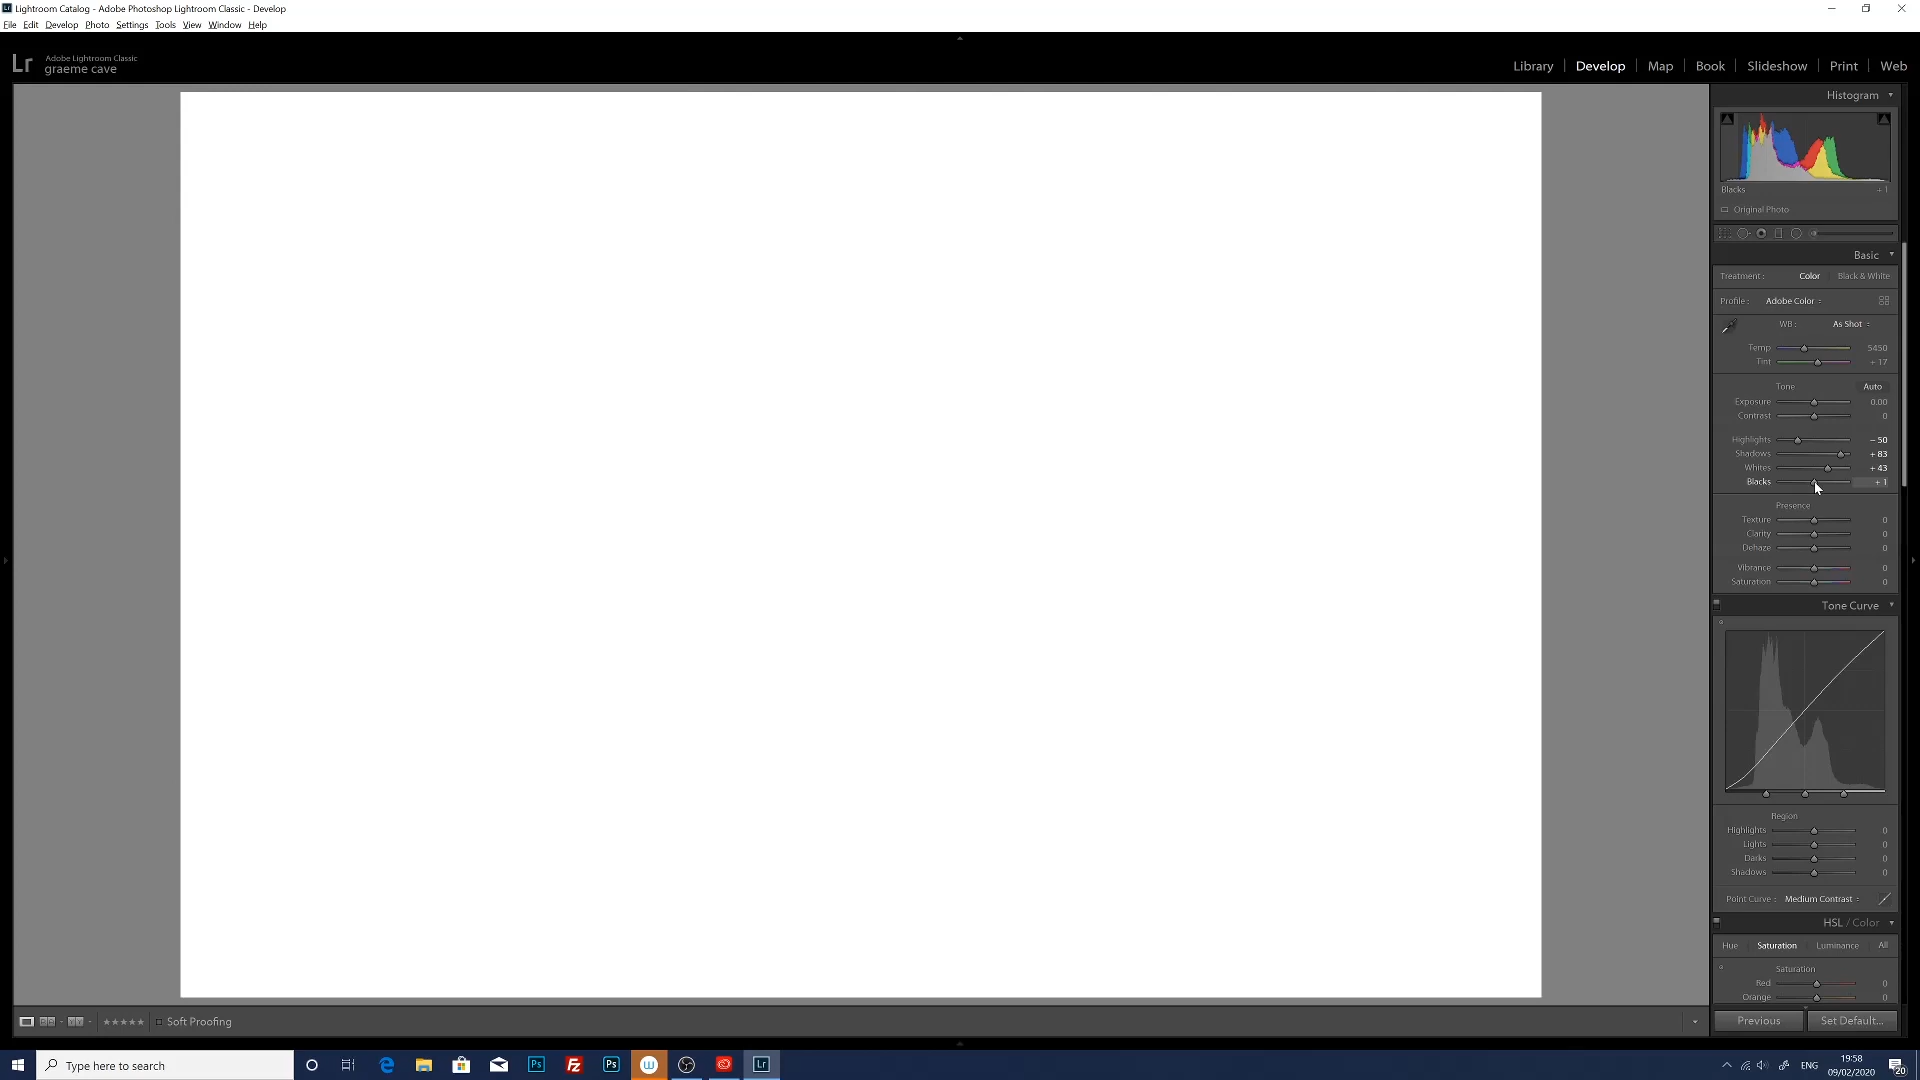 Lightroom Catalog - Adobe Photoshop Lightroom Classic - Develop
File Edit Develop Photo Settings Tools View Window Help
Lr Adobe Lightroom Classic
graeme cave
Library Develop Map Book Slideshow Print Web
Histogram
Blacks + 1
Original Photo
Basic
Treatment : Color Black & White
Profile : Adobe Color
WB : As Shot
Temp 5450
Tint + 17
Tone Auto
Exposure 0.00
Contrast 0
Highlights - 50
Shadows + 83
Whites + 43
Blacks + 1
Presence
Texture 0
Clarity 0
Dehaze 0
Vibrance 0
Saturation 0
Tone Curve
Region
Highlights 0
Lights 0
Darks 0
Shadows 0
Point Curve : Medium Contrast
HSL / Color
Hue Saturation Luminance All
Saturation
Red 0
Orange 0
Soft Proofing
Previous Set Default...
Type here to search
Ps Fz Ps w Lr
ENG
19:58
09/02/2020
20